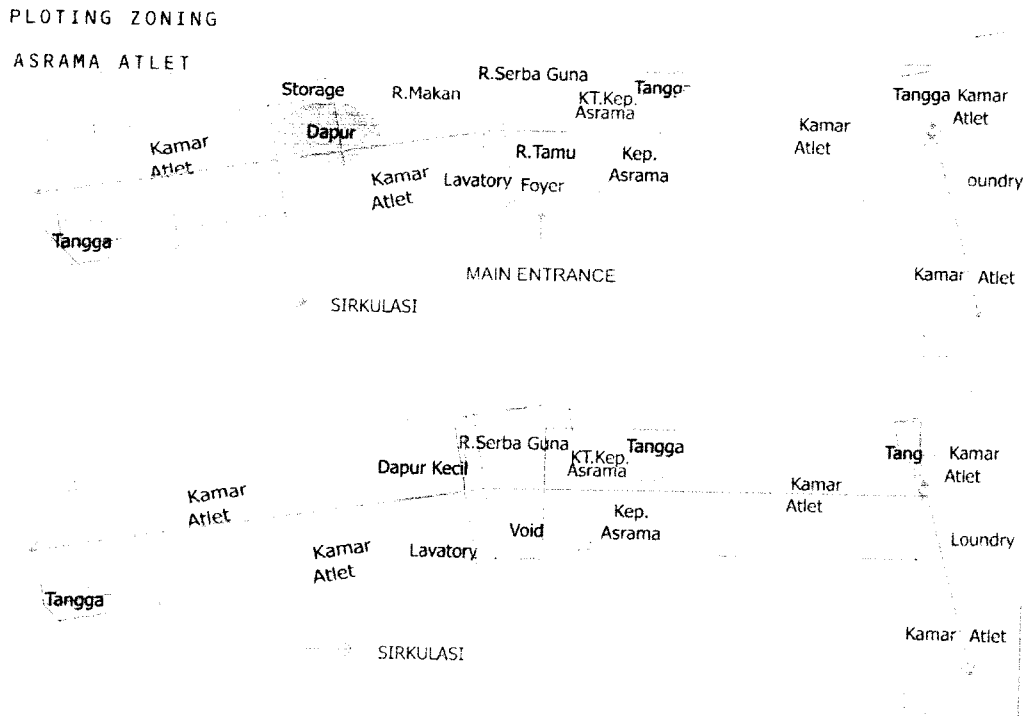 PLOTING ZONING
ASRAMA ATLET
R.Serba Guna
Storage
R.Makan
Tangg
KT.Kep.
Asrama
Tangga
Kamar
Atlet
Dapur
Kamar
Atlet
Kamar
Atlet
R.Tamu
Kep.
Asrama
Kamar
Atlet
Lavatory
Foyer
oundry
Tangga
MAIN ENTRANCE
Kamar Atlet
SIRKULASI
R.Serba Guna
Tangga
Dapur Kecil
KT.Kep.
Asrama
Tang
Kamar
Atlet
Kamar
Atlet
Kamar
Atlet
Kep.
Asrama
Void
Kamar
Atlet
Lavatory
Loundry
Tangga
Kamar Atlet
SIRKULASI